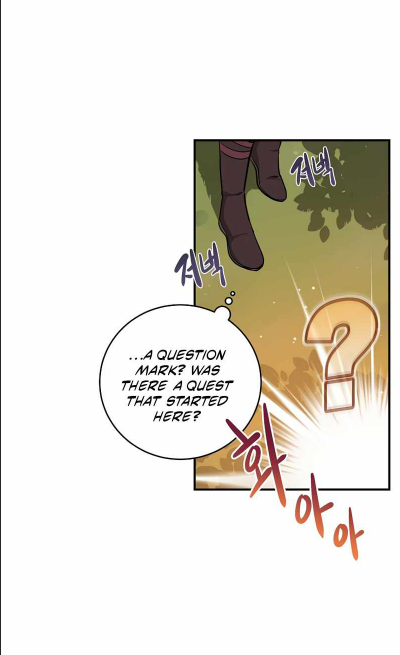 저벅
저벅
...A QUESTION
MARK? WAS
THERE A QUEST
THAT STARTED
HERE?
?
화아아